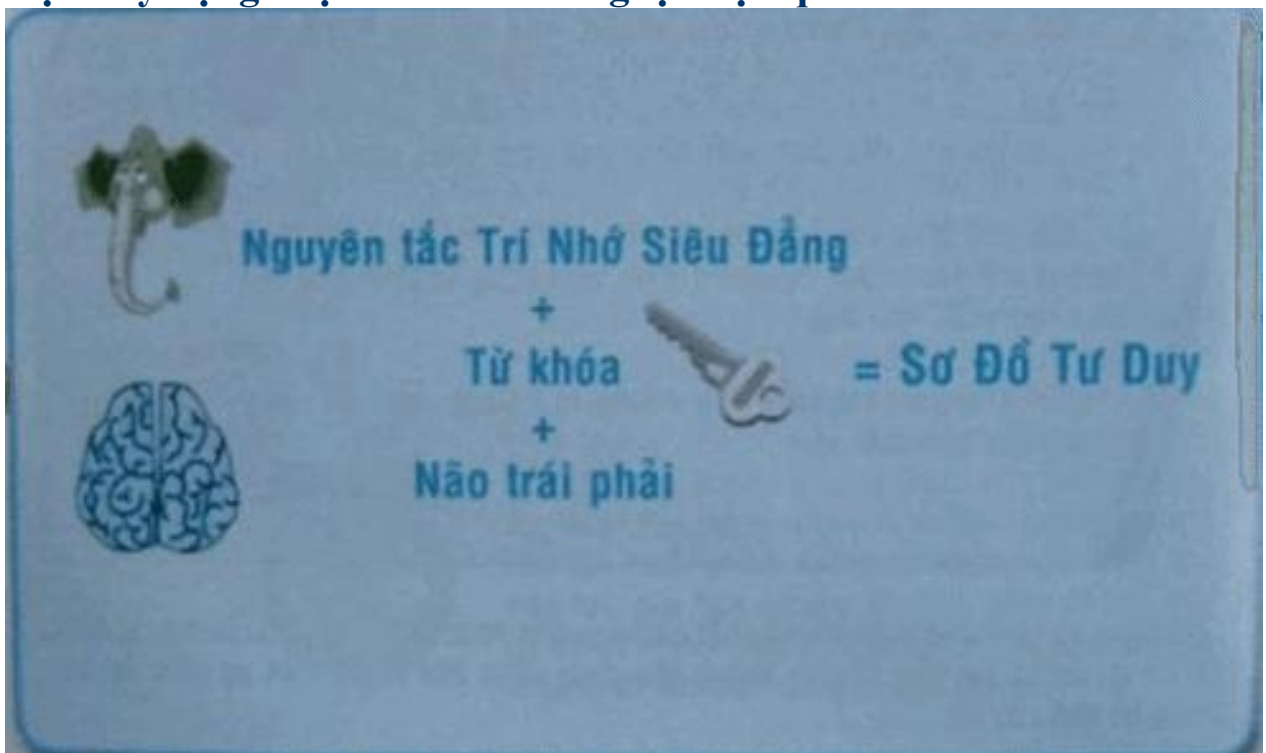 Nguyên tắc Trí Nhớ Siêu Đẳng
+
Từ khóa
= Sơ Đồ Tư Duy
+
Não trái phải